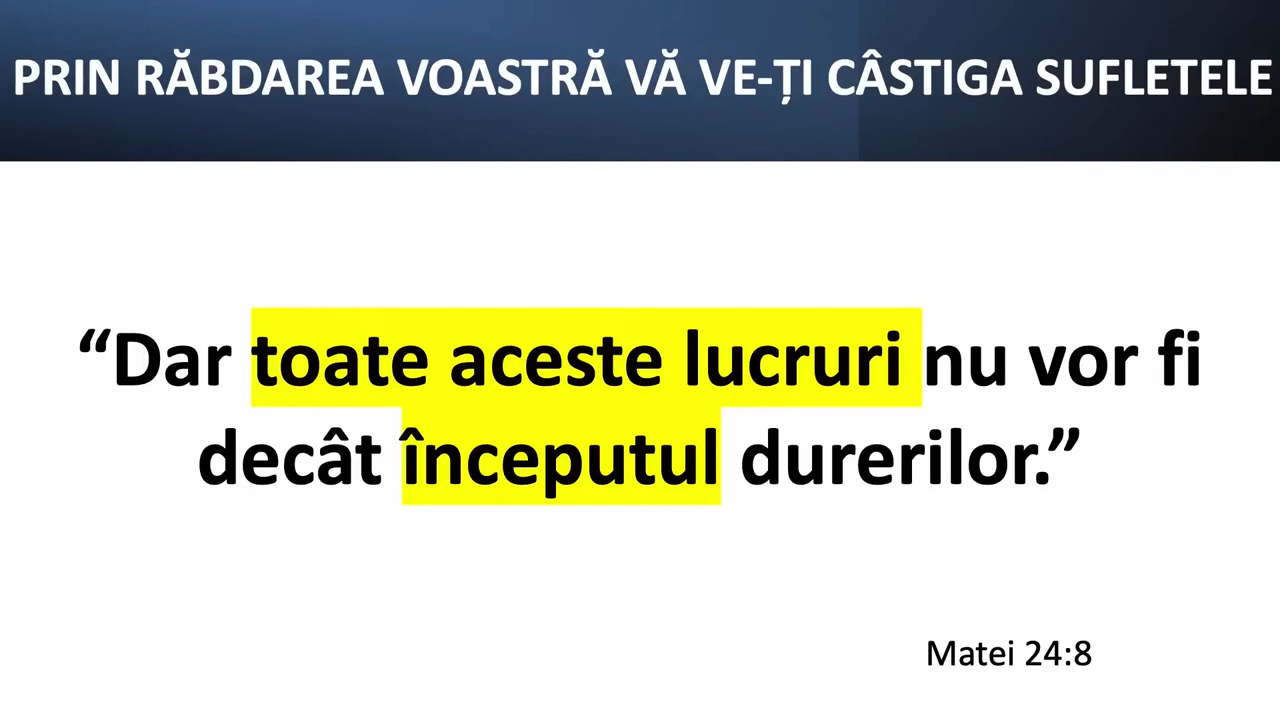 PRIN RĂBDAREA VOASTRĂ VĂ VE-ȚI CÂSTIGA SUFLETELE
“Dar toate aceste lucruri nu vor fi
decât începutul durerilor.”
Matei 24:8